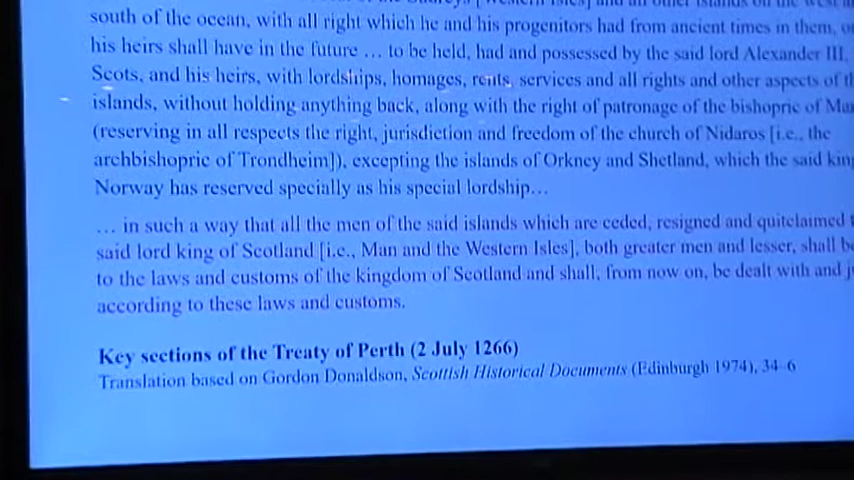 south of the ocean, with all right which he and his progenitors had from ancient times in them, or
his heirs shall have in the future … to be held, had and possessed by the said lord Alexander III,
Scots, and his heirs, with lordships, homages, rents, services and all rights and other aspects of
islands, without holding anything back, along with the right of patronage of the bishopric of
(reserving in all respects the right, jurisdiction and freedom of the church of Nidaros [i.e., the
archbishopric of Trondheim]), excepting the islands of Orkney and Shetland, which the said king
Norway has reserved specially as his special lordship…
… in such a way that all the men of the said islands which are ceded, resigned and quitclaimed
said lord king of Scotland [i.e., Man and the Western Isles], both greater men and lesser, shall
to the laws and customs of the kingdom of Scotland and shall, from now on, be dealt with and
according to these laws and customs.
Key sections of the Treaty of Perth (2 July 1266)
Translation based on Gordon Donaldson, Scottish Historical Documents (Edinburgh 1974), 34–6